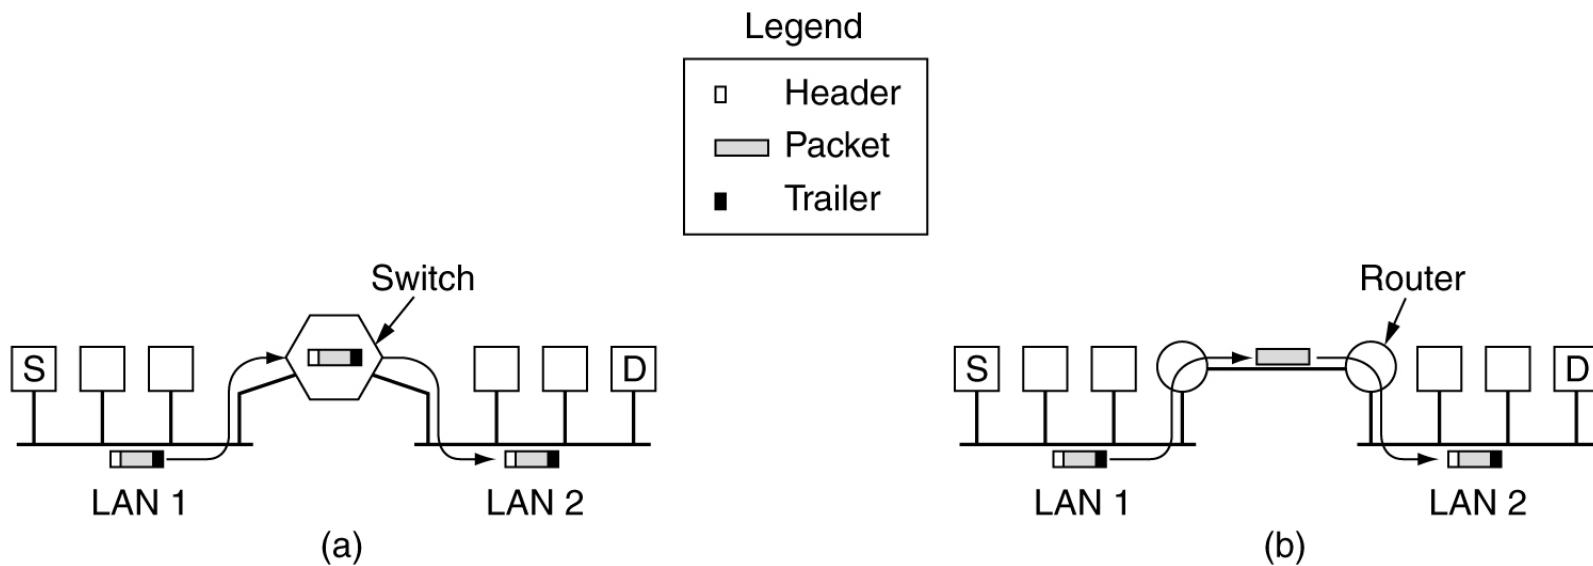 Legend
Header
Packet
Trailer
Switch
S
D
LAN 1
LAN 2
(a)
Router
S
D
LAN 1
LAN 2
(b)